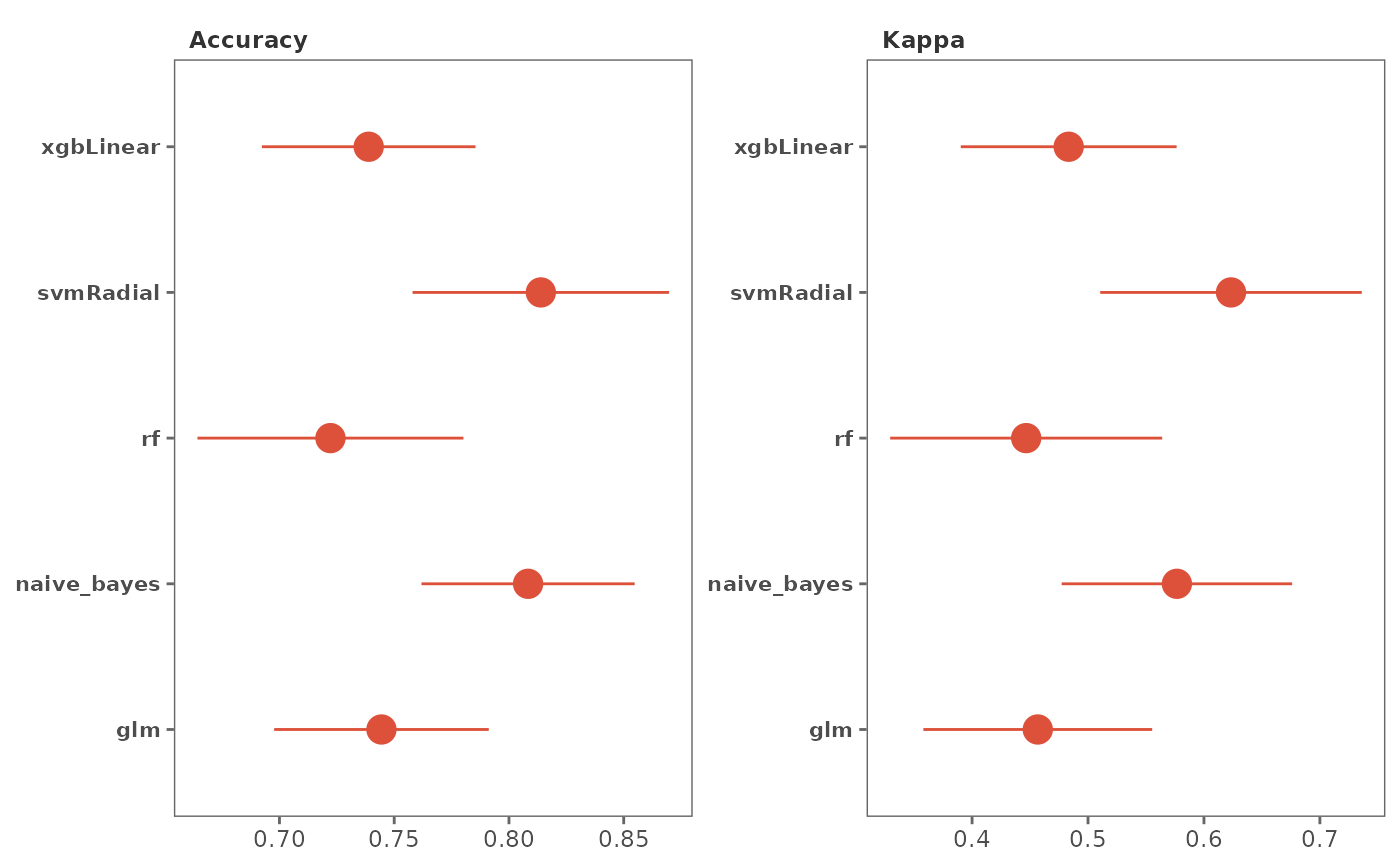 Accuracy
xgbLinear
svmRadial
rf
naive_bayes
glm
0.70 0.75 0.80 0.85
Kappa
xgbLinear
svmRadial
rf
naive_bayes
glm
0.4 0.5 0.6 0.7